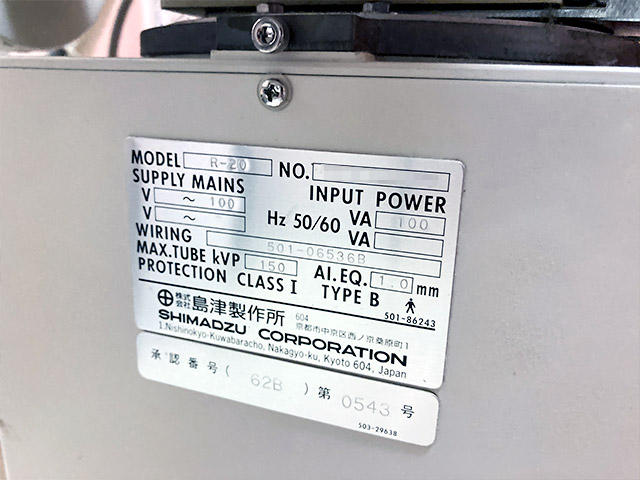 MODEL R-20 NO.
SUPPLY MAINS INPUT POWER
V ~ 100 Hz 50/60 VA 100
V ~ VA
WIRING 501-06536B
MAX.TUBE kVP 150 Al.EQ. 1.0 mm
PROTECTION CLASS I TYPE B
501-86243
株式会社 島津製作所 604 京都市中京区西ノ京桑原町1
SHIMADZU CORPORATION
1.Nishinokyo-Kuwabaracho, Nakagyo-ku, Kyoto 604, Japan
承認番号( 62B )第 0543 号
503-29638